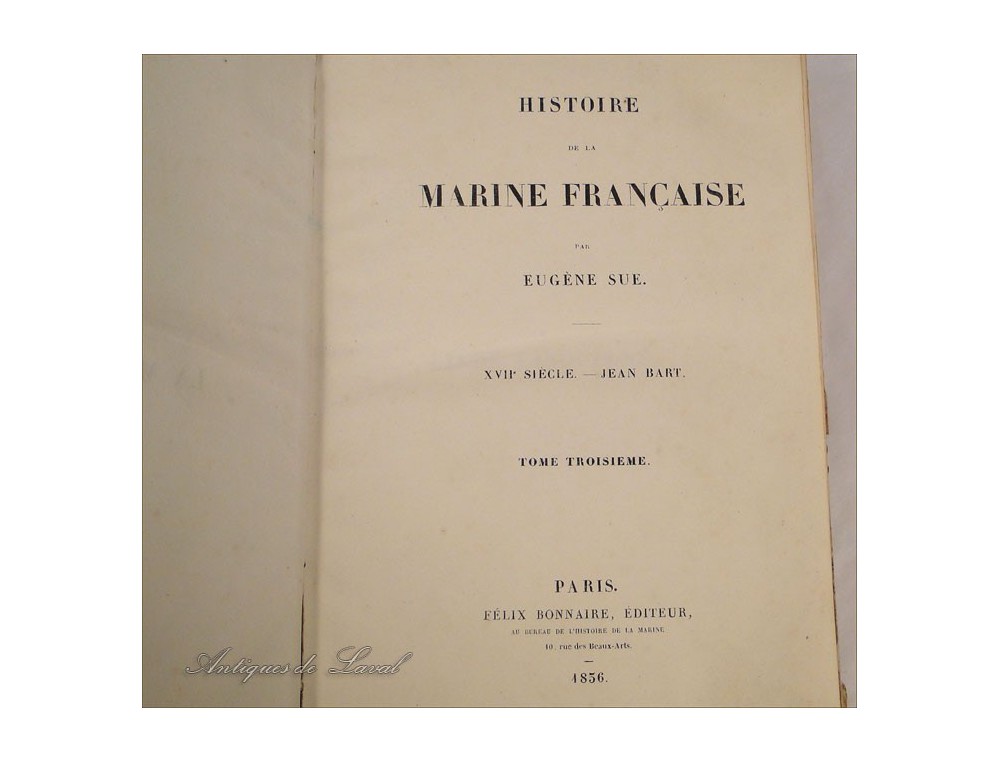 HISTOIRE
DE LA
MARINE FRANÇAISE
PAR
EUGÈNE SUE.
XVIIe SIÈCLE. — JEAN BART.
TOME TROISIEME.
PARIS.
FÉLIX BONNAIRE, ÉDITEUR,
AU BUREAU DE L'HISTOIRE DE LA MARINE
10, rue des Beaux-Arts.
1836.
Antiques de Laval